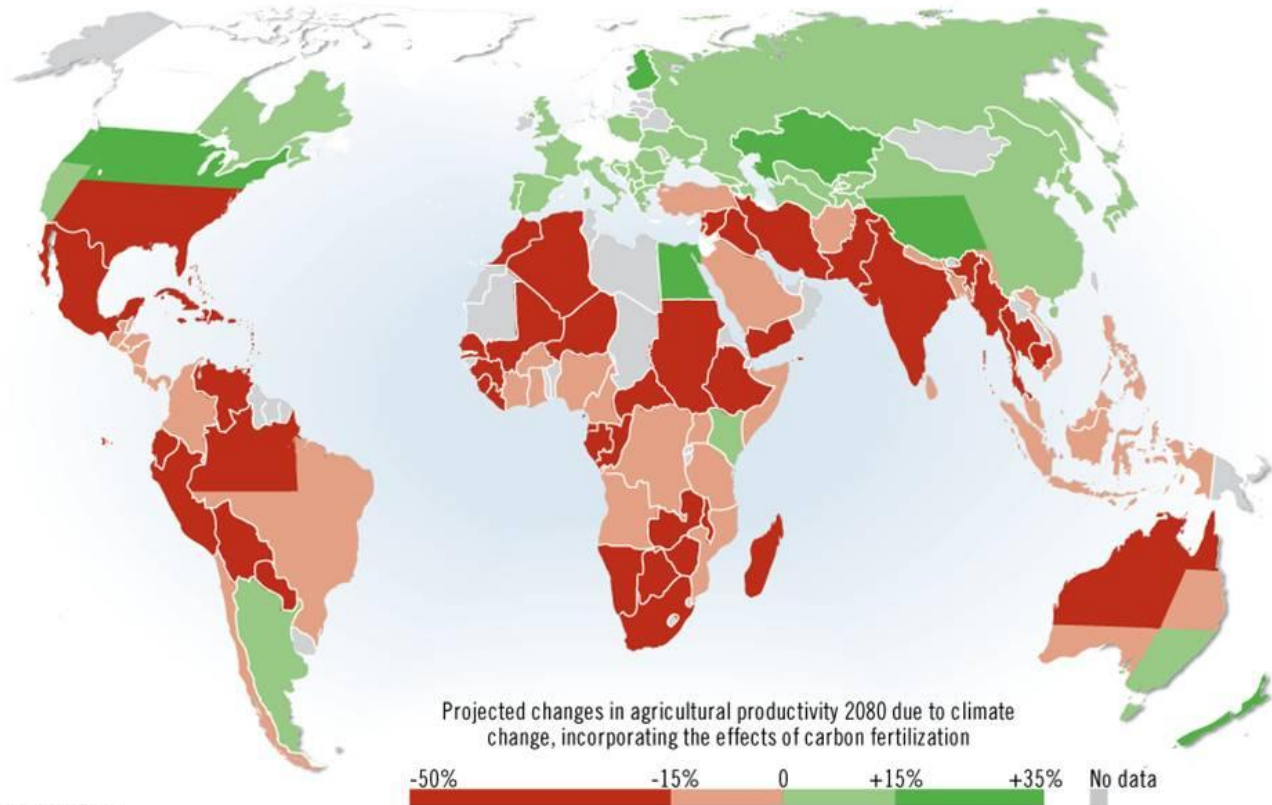 Projected changes in agricultural productivity 2080 due to climate
change, incorporating the effects of carbon fertilization
-50% -15% 0 +15% +35% No data